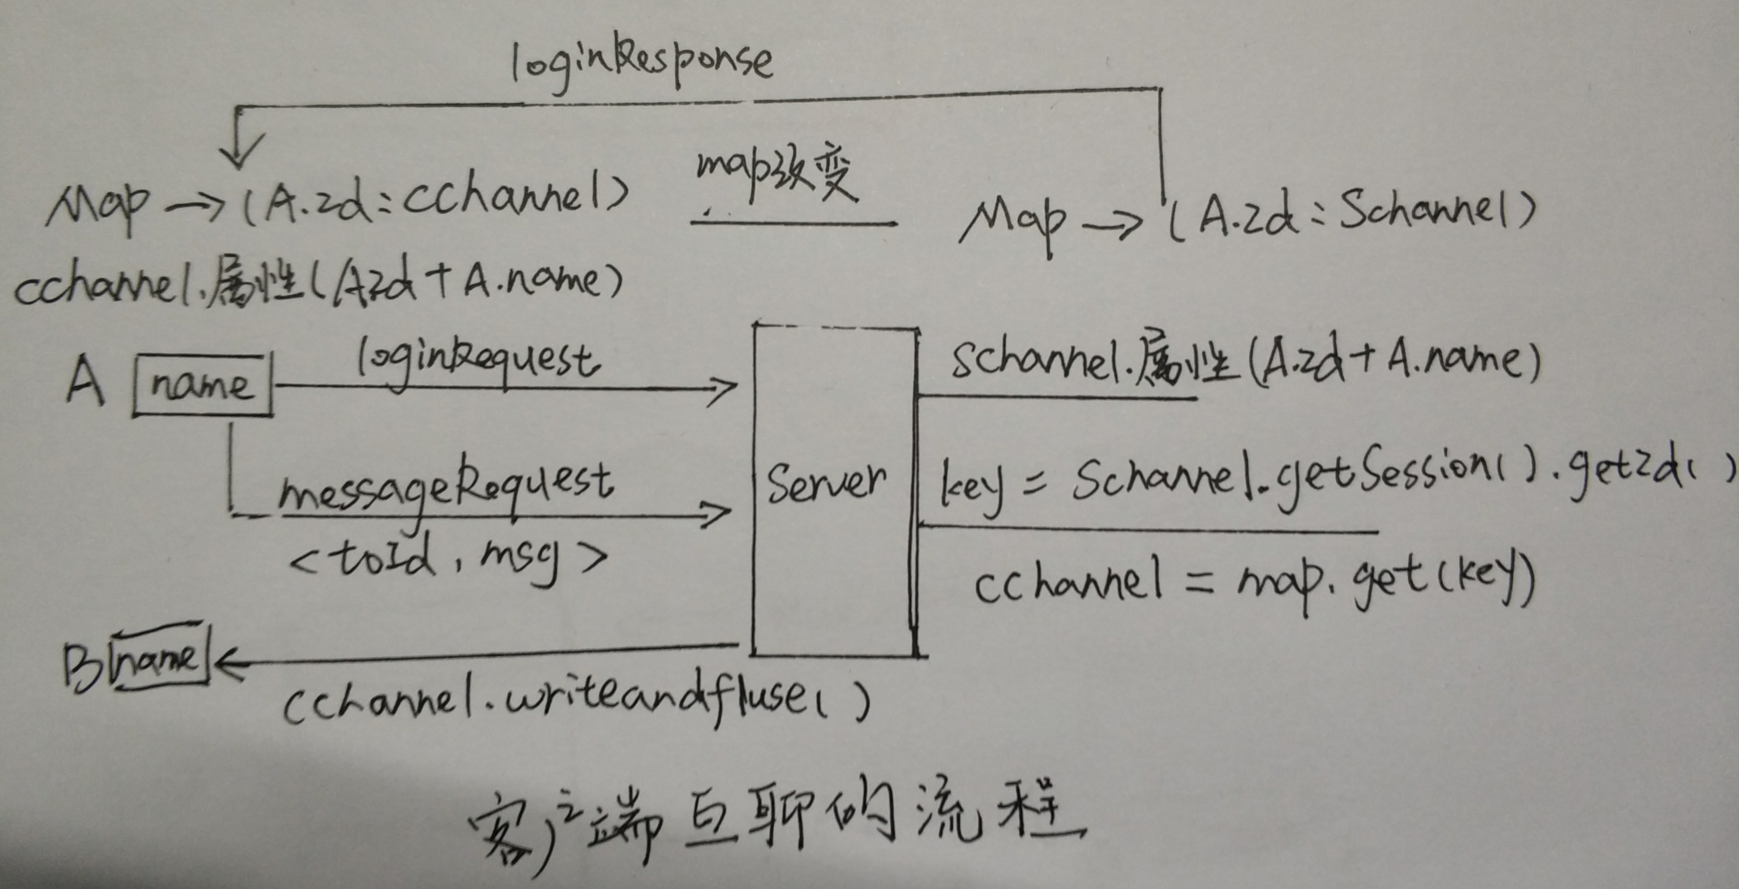 loginResponse
Map → (A.Id : cchannel)
map改变
Map → (A.Id : Schannel)
cchannel.属性(AId + A.name)
A name
loginRequest
schannel.属性(A.Id + A.name)
messageRequest
<toId, msg>
Server
key = Schannel.getSession().getId()
cchannel = map.get(key)
B name
cchannel.writeandfluse()
客户端互聊的流程